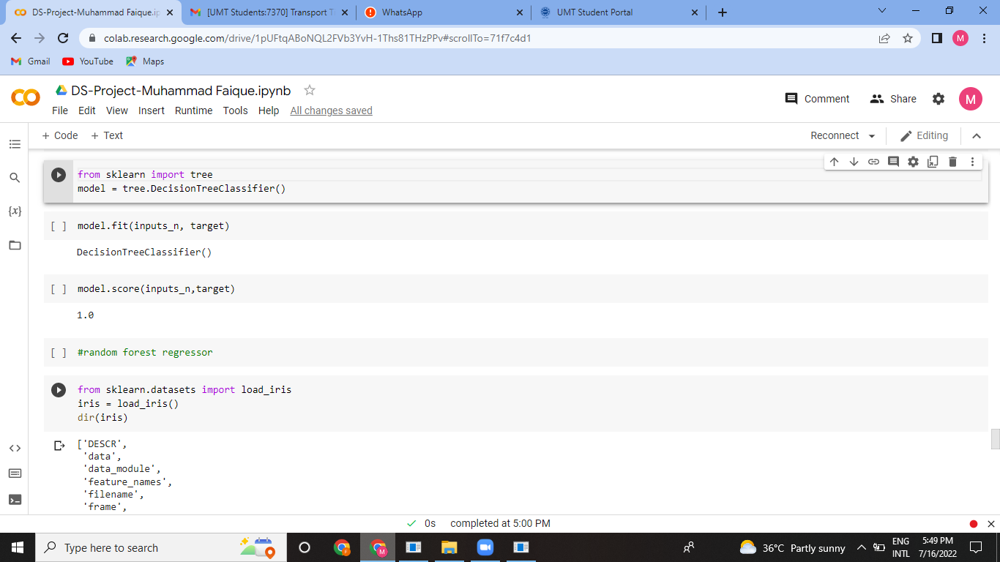 DS-Project-Muhammad Faique.ip
[UMT Students:7370] Transport T
WhatsApp
UMT Student Portal
colab.research.google.com/drive/1pUFtqABoNQL2FVb3YvH-1Ths81THzPPv#scrollTo=71f7c4d1
M
Gmail
YouTube
Maps
DS-Project-Muhammad Faique.ipynb
Comment
Share
M
File Edit View Insert Runtime Tools Help All changes saved
+ Code + Text
Reconnect
Editing
from sklearn import tree
model = tree.DecisionTreeClassifier()
{x}
[ ] model.fit(inputs_n, target)
DecisionTreeClassifier()
[ ] model.score(inputs_n,target)
1.0
[ ] #random forest regressor
from sklearn.datasets import load_iris
iris = load_iris()
dir(iris)
['DESCR',
'data',
'data_module',
'feature_names',
'filename',
'frame',
0s completed at 5:00 PM
Type here to search
F
M
36°C Partly sunny
ENG
INTL
5:49 PM
7/16/2022